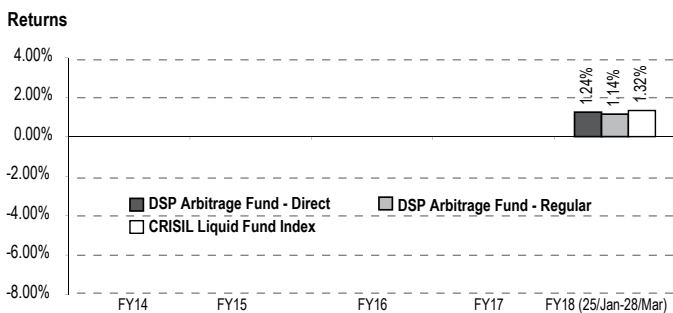 Returns
4.00%
2.00%
0.00%
-2.00%
-4.00%
-6.00%
-8.00%
1.24%
1.14%
1.32%
DSP Arbitrage Fund - Direct
DSP Arbitrage Fund - Regular
CRISIL Liquid Fund Index
FY14
FY15
FY16
FY17
FY18 (25/Jan-28/Mar)